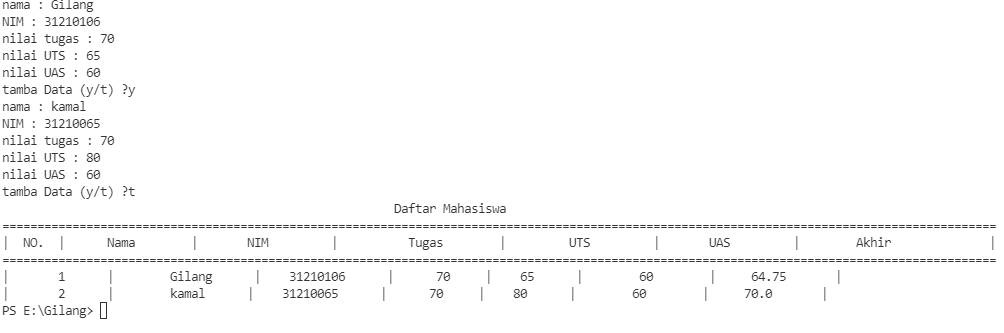 nama : Gilang
NIM : 31210106
nilai tugas : 70
nilai UTS : 65
nilai UAS : 60
tamba Data (y/t) ?y
nama : kamal
NIM : 31210065
nilai tugas : 70
nilai UTS : 80
nilai UAS : 60
tamba Data (y/t) ?t
Daftar Mahasiswa
==============================================================================================================================================
| NO. | Nama | NIM | Tugas | UTS | UAS | Akhir |
==============================================================================================================================================
| 1 | Gilang | 31210106 | 70 | 65 | 60 | 64.75 |
| 2 | kamal | 31210065 | 70 | 80 | 60 | 70.0 |
PS E:\Gilang>